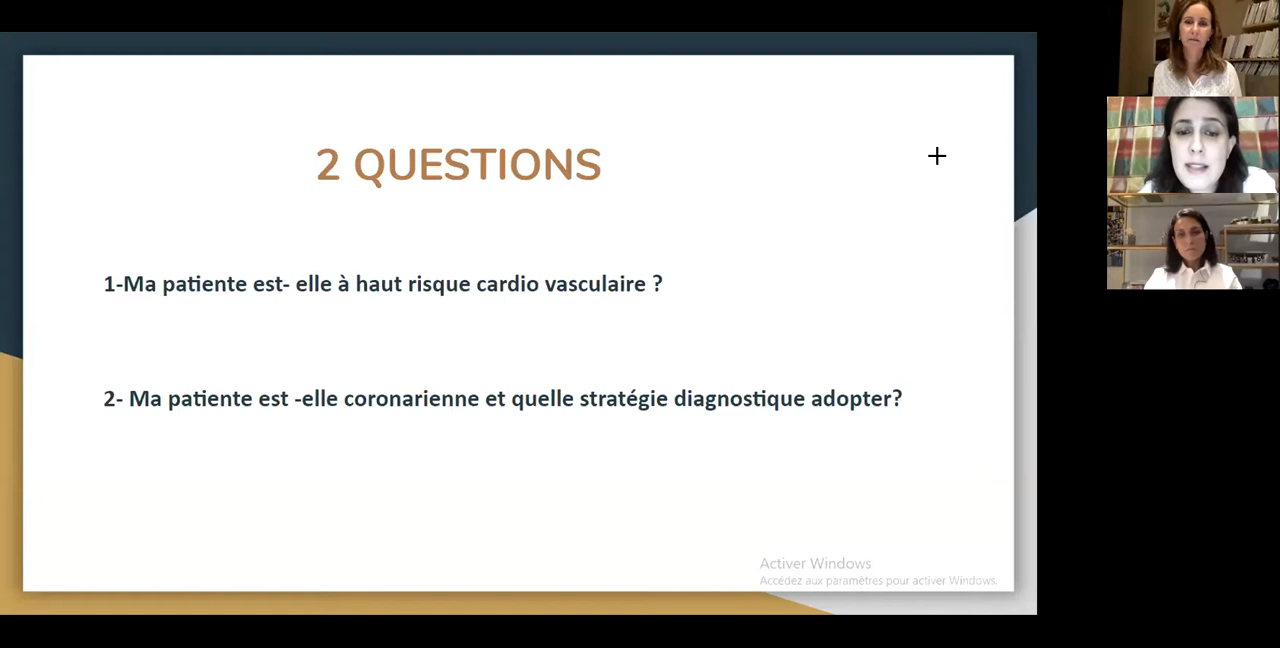 2 QUESTIONS
1-Ma patiente est- elle à haut risque cardio vasculaire ?
2- Ma patiente est -elle coronarienne et quelle stratégie diagnostique adopter?
Activer Windows
Accédez aux paramètres pour activer Windows.